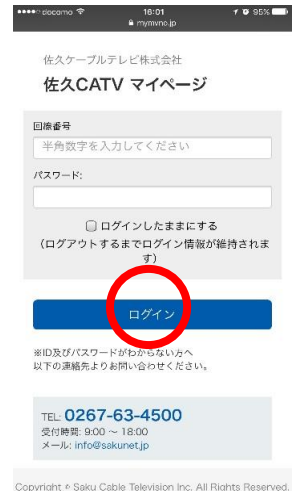 docomo 16:01 95%
mymvno.jp
佐久ケーブルテレビ株式会社
佐久CATV マイページ
回線番号
半角数字を入力してください
パスワード:
ログインしたままにする
(ログアウトするまでログイン情報が維持されま
す)
ログイン
※ID及びパスワードがわからない方へ
以下の連絡先よりお問い合わせください。
TEL: 0267-63-4500
受付時間: 9:00 ～ 18:00
メール: info@sakunet.jp
Copyright © Saku Cable Television Inc. All Rights Reserved.